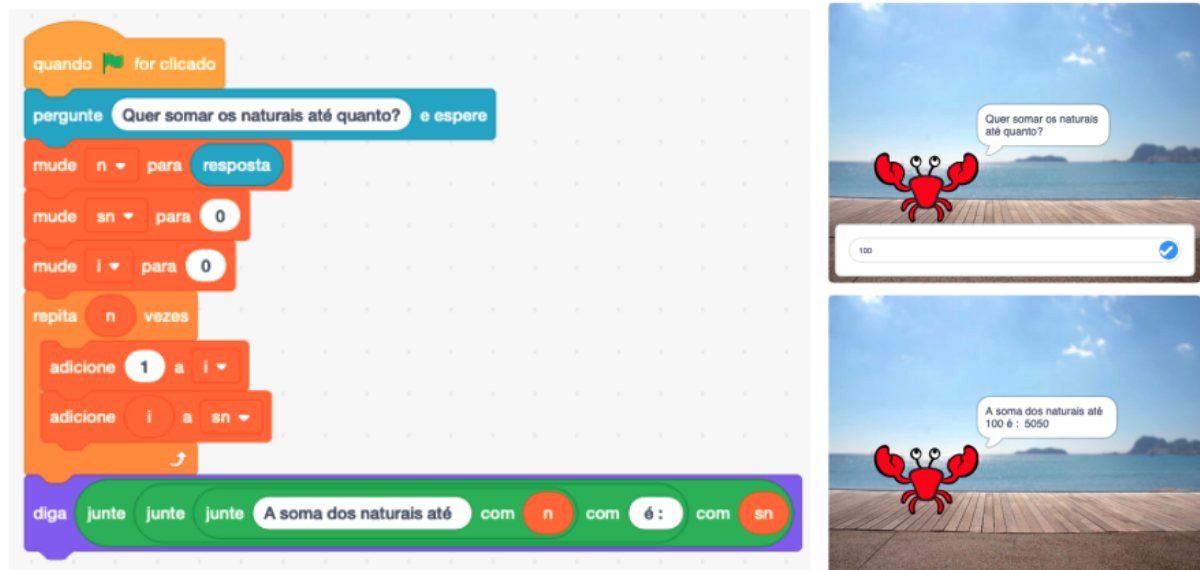 quando for clicado
pergunte Quer somar os naturais até quanto? e espere
mude n para resposta
mude sn para 0
mude i para 0
repita n vezes
adicione 1 a i
adicione i a sn
diga junte junte junte A soma dos naturais até com n com é : com sn
Quer somar os naturais
até quanto?
100
A soma dos naturais até
100 é : 5050